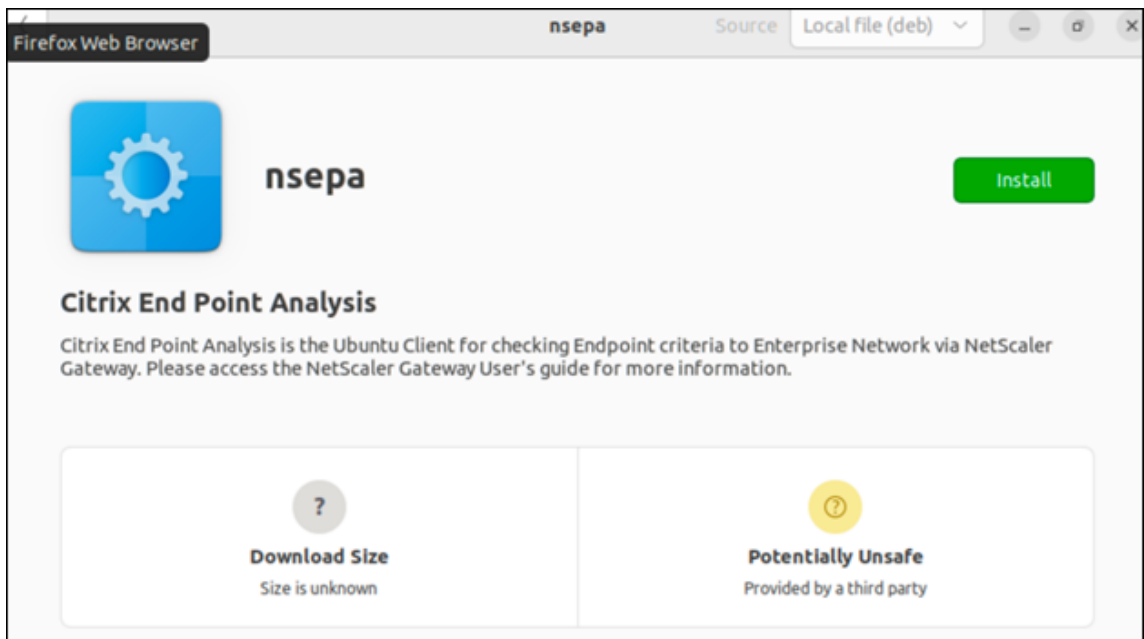 nsepa Source Local file (deb)
Firefox Web Browser
nsepa
Install
Citrix End Point Analysis
Citrix End Point Analysis is the Ubuntu Client for checking Endpoint criteria to Enterprise Network via NetScaler
Gateway. Please access the NetScaler Gateway User's guide for more information.
?
Download Size
Size is unknown
?
Potentially Unsafe
Provided by a third party